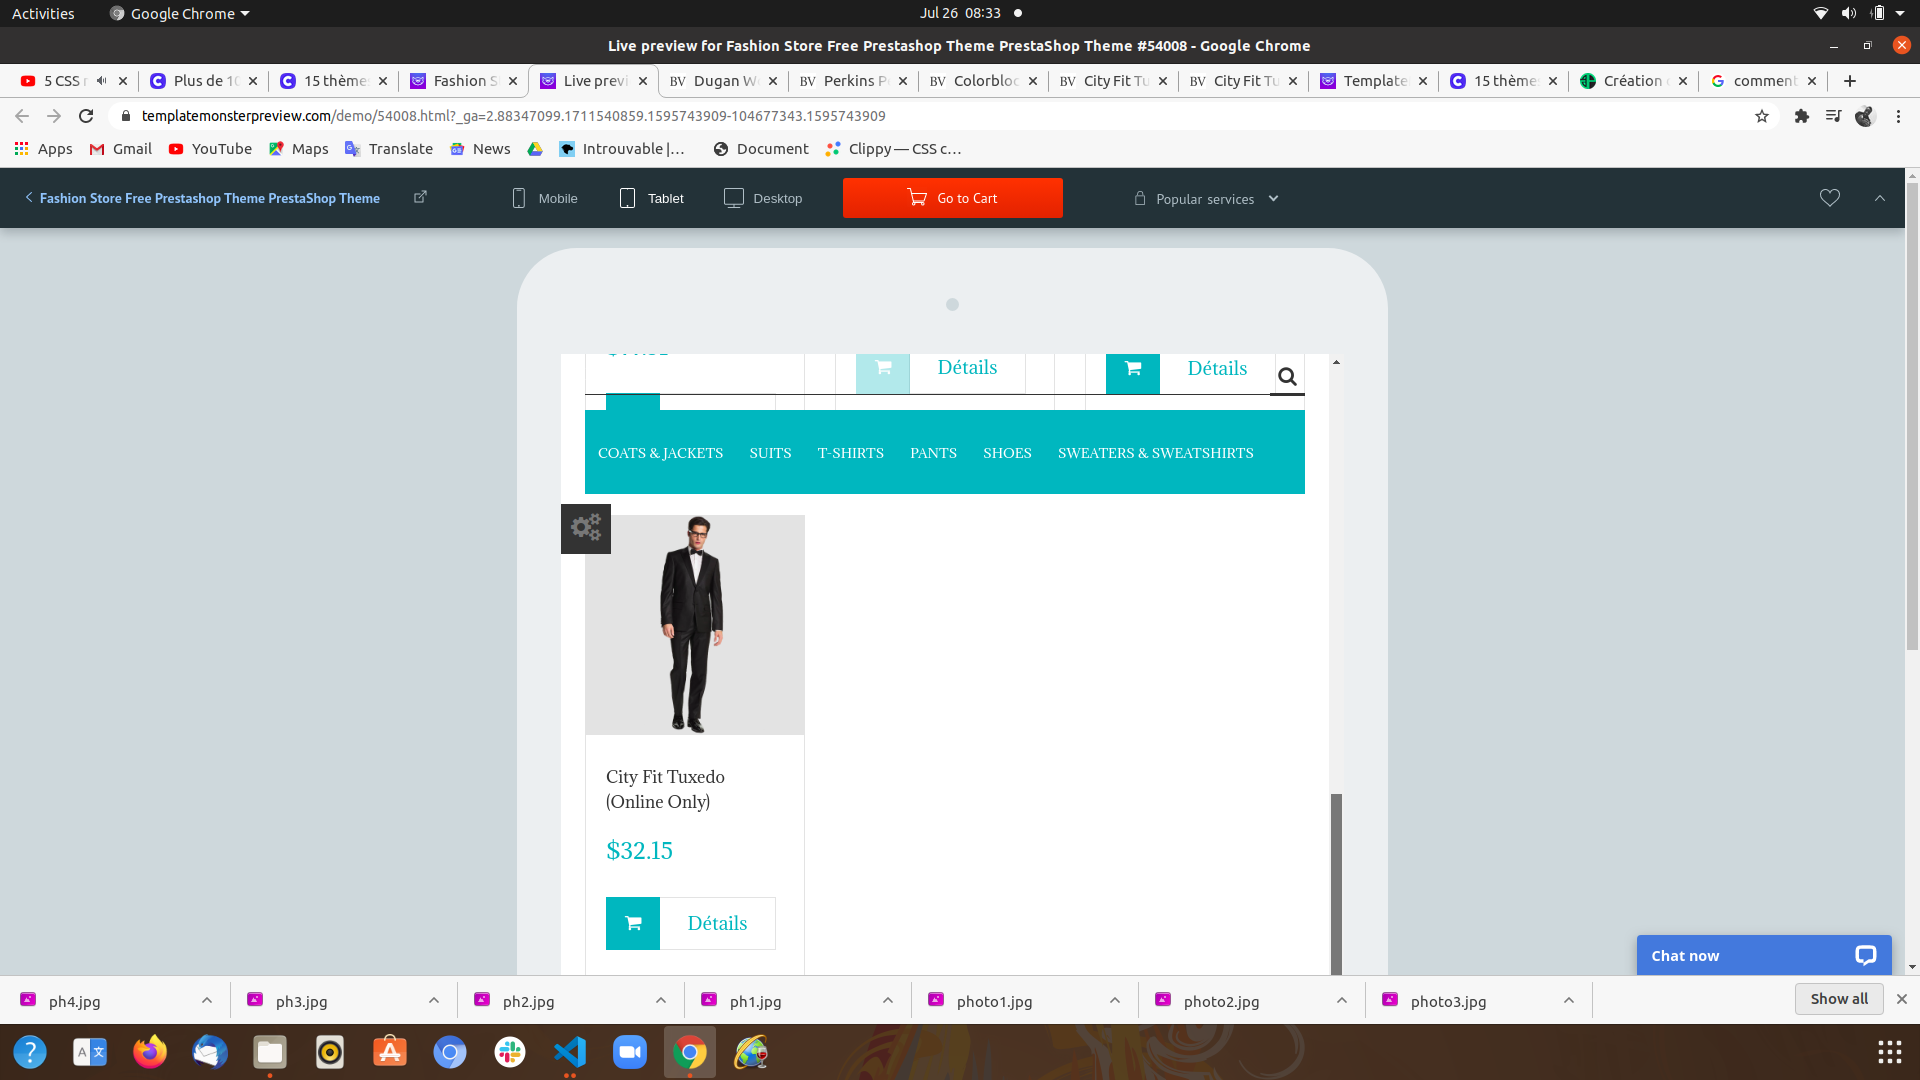 Activities
Google Chrome
Jul 26 08:33
Live preview for Fashion Store Free Prestashop Theme PrestaShop Theme #54008 - Google Chrome
5 CSS
Plus de 10
15 thème
Fashion S
Live previ
BV Dugan W
BV Perkins P
BV Colorbloc
BV City Fit Tu
BV City Fit Tu
Template
15 thème
Création
comment
templatemonsterpreview.com/demo/54008.html?_ga=2.88347099.1711540859.1595743909-104677343.1595743909
Apps
Gmail
YouTube
Maps
Translate
News
Introuvable |...
Document
Clippy — CSS c...
Fashion Store Free Prestashop Theme PrestaShop Theme
Mobile
Tablet
Desktop
Go to Cart
Popular services
Détails
Détails
COATS & JACKETS
SUITS
T-SHIRTS
PANTS
SHOES
SWEATERS & SWEATSHIRTS
City Fit Tuxedo
(Online Only)
$32.15
Détails
Chat now
ph4.jpg
ph3.jpg
ph2.jpg
ph1.jpg
photo1.jpg
photo2.jpg
photo3.jpg
Show all